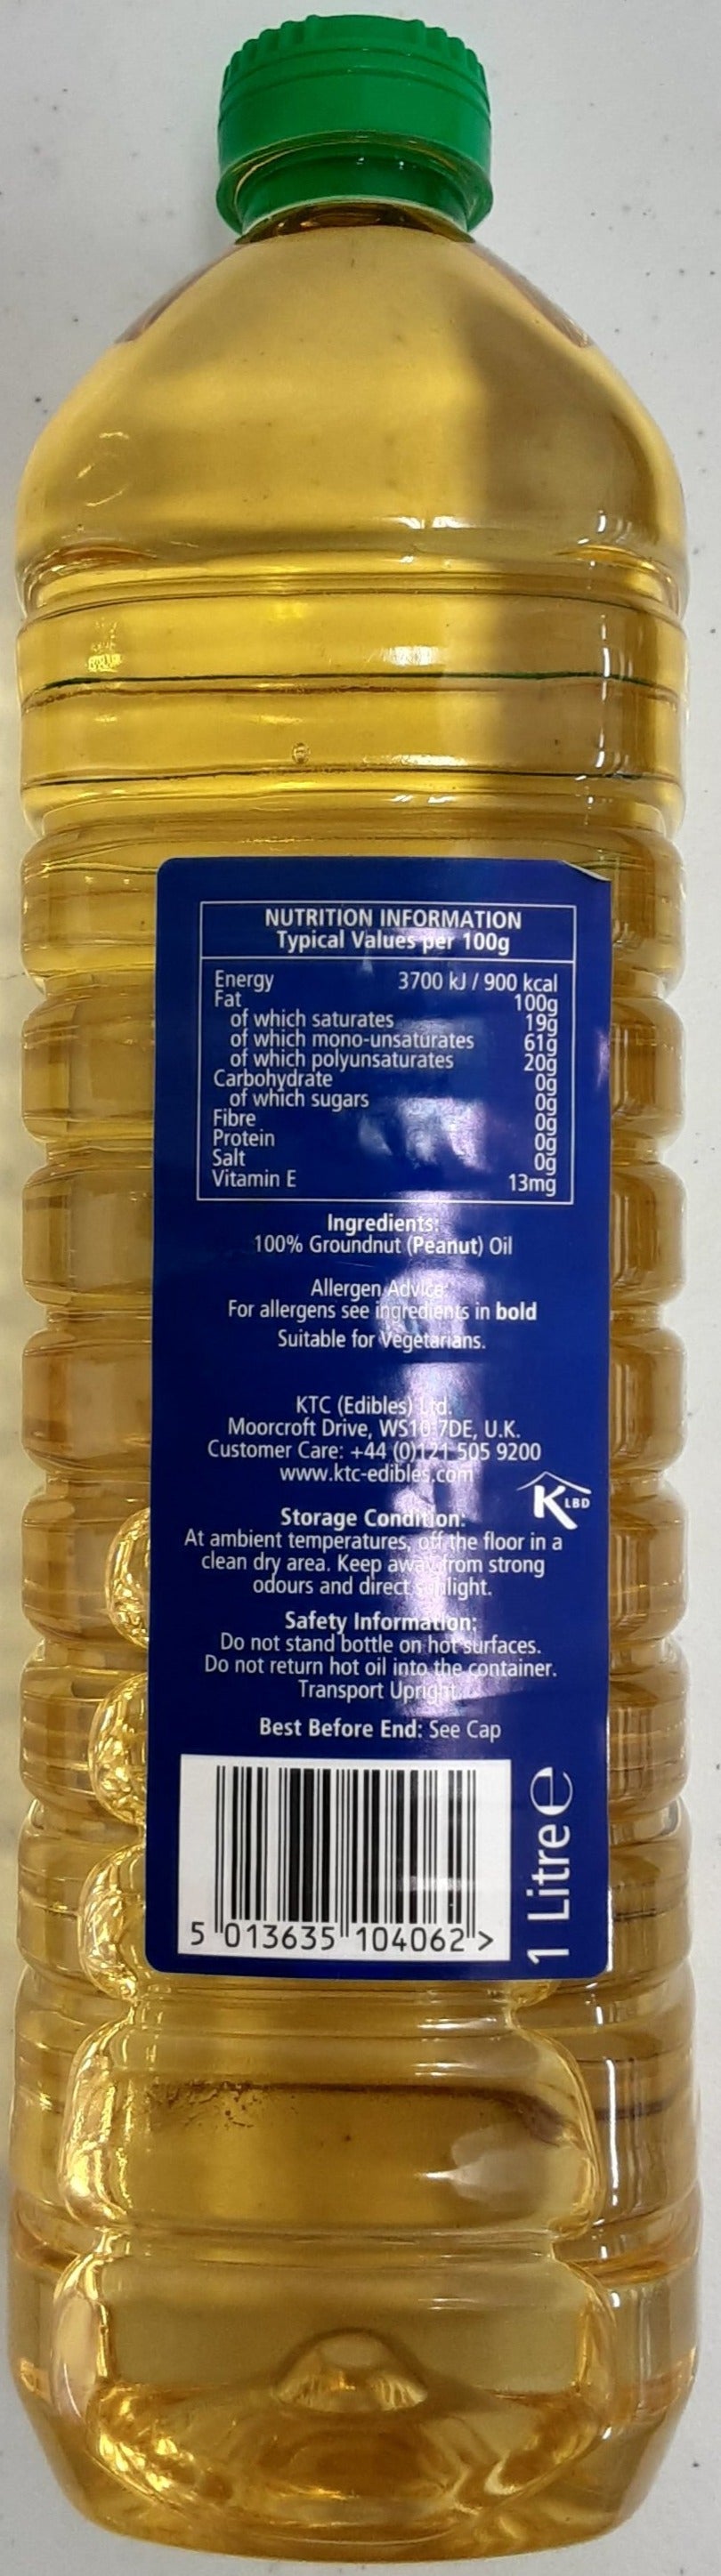 NUTRITION INFORMATION
Typical Values per 100g
Energy 3700 kJ / 900 kcal
Fat 100g
of which saturates 19g
of which mono-unsaturates 61g
of which polyunsaturates 20g
Carbohydrate 0g
of which sugars 0g
Fibre 0g
Protein 0g
Salt 0g
Vitamin E 13mg
Ingredients:
100% Groundnut (Peanut) Oil
Allergen Advice:
For allergens see ingredients in bold
Suitable for Vegetarians.
KTC (Edibles) Ltd.
Moorcroft Drive, WS10 7DE, U.K.
Customer Care: +44 (0)121 505 9200
www.ktc-edibles.com
K LBD
Storage Condition:
At ambient temperatures, off the floor in a
clean dry area. Keep away from strong
odours and direct sunlight.
Safety Information:
Do not stand bottle on hot surfaces.
Do not return hot oil into the container.
Transport Upright.
Best Before End: See Cap
5 013635 104062 >
1 Litre ℮